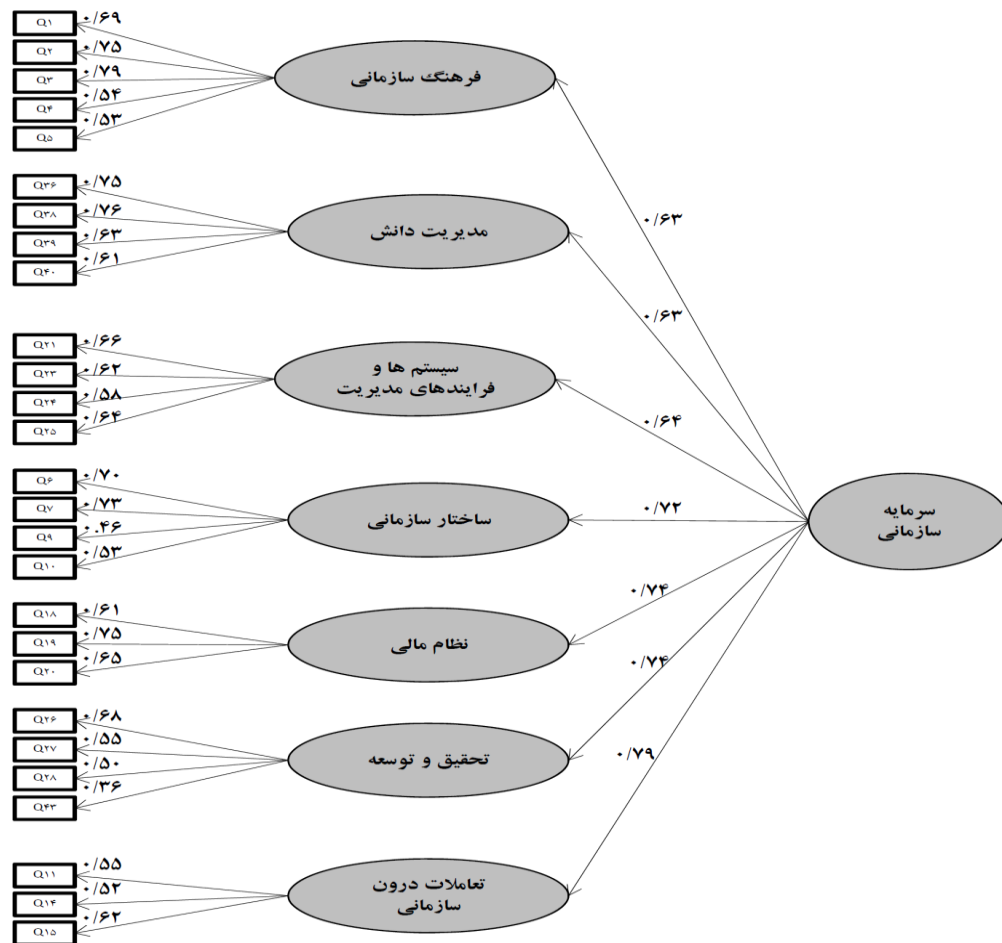 Q۱ ۰/۶۹
Q۲ ۰/۷۵
Q۳ ۰/۷۹
Q۴ ۰/۵۴
Q۵ ۰/۵۳
فرهنگ سازمانی
۰/۶۳
Q۳۶ ۰/۷۵
Q۳۸ ۰/۷۶
Q۳۹ ۰/۶۳
Q۴۰ ۰/۶۱
مدیریت دانش
۰/۶۳
Q۲۱ ۰/۶۶
Q۲۳ ۰/۶۲
Q۲۴ ۰/۵۸
Q۲۵ ۰/۶۴
سیستم ها و
فرایندهای مدیریت
۰/۶۴
Q۶ ۰/۷۰
Q۷ ۰/۷۳
Q۹ ۰.۴۶
Q۱۰ ۰/۵۳
ساختار سازمانی
۰/۷۲
سرمایه
سازمانی
Q۱۸ ۰/۶۱
Q۱۹ ۰/۷۵
Q۲۰ ۰/۶۵
نظام مالی
۰/۷۴
Q۲۶ ۰/۶۸
Q۲۷ ۰/۵۵
Q۲۸ ۰/۵۰
Q۴۳ ۰/۳۶
تحقیق و توسعه
۰/۷۴
Q۱۱ ۰/۵۵
Q۱۴ ۰/۵۲
Q۱۵ ۰/۶۲
تعاملات درون
سازمانی
۰/۷۹